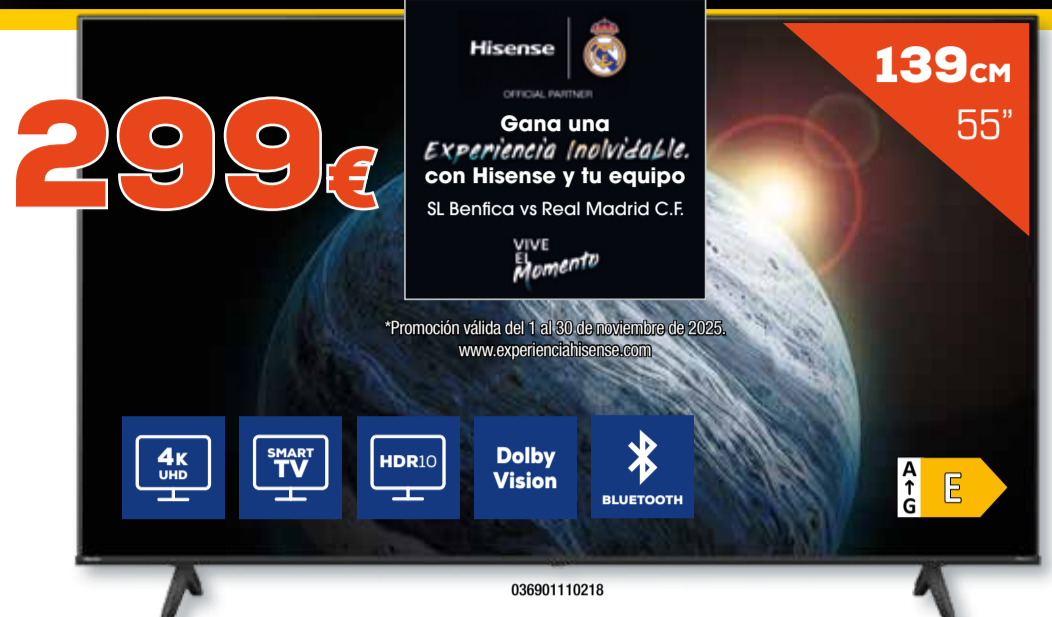 299€
Hisense
OFFICIAL PARTNER
Gana una
Experiencia Inolvidable.
con Hisense y tu equipo
SL Benfica vs Real Madrid C.F.
VIVE
EL
Momento
139CM
55"
*Promoción válida del 1 al 30 de noviembre de 2025.
www.experienciahisense.com
4K
UHD
SMART
TV
HDR10
Dolby
Vision
BLUETOOTH
A
↑
G
E
036901110218